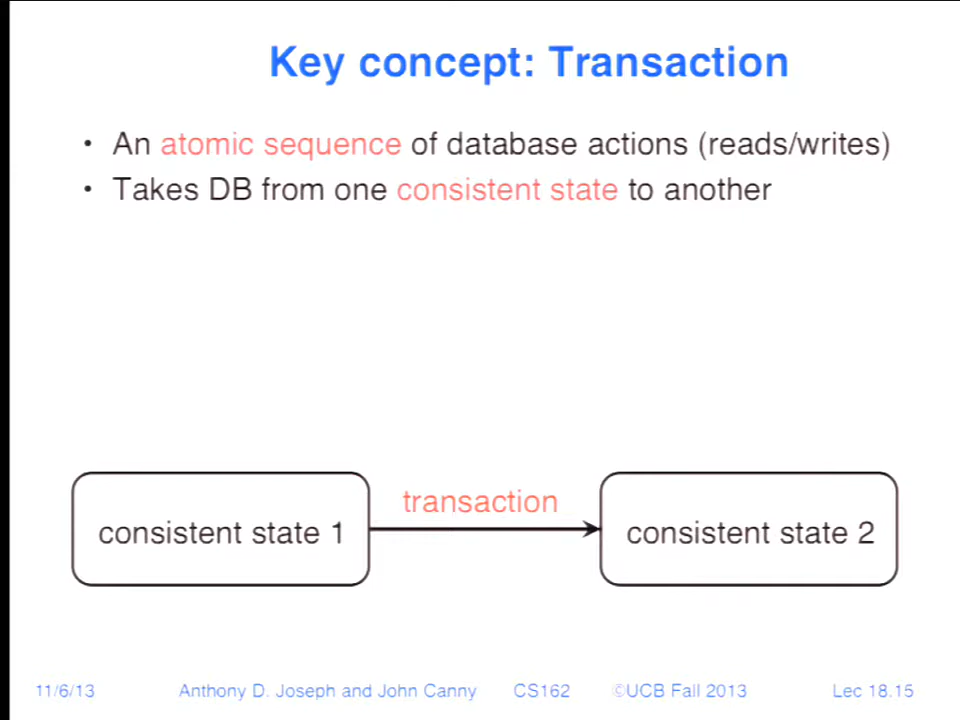 Key concept: Transaction
• An atomic sequence of database actions (reads/writes)
• Takes DB from one consistent state to another
transaction
consistent state 1
consistent state 2
11/6/13 Anthony D. Joseph and John Canny CS162 ©UCB Fall 2013 Lec 18.15